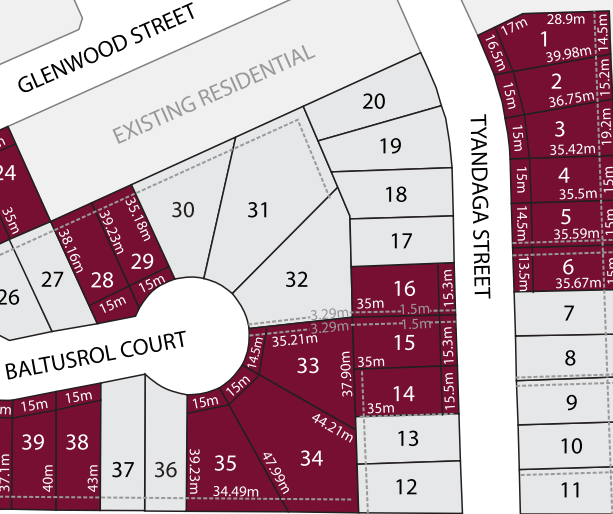 GLENWOOD STREET
EXISTING RESIDENTIAL
TYANDAGA STREET
BALTUSROL COURT
17m
28.9m
14.5m
16.5m
1
39.98m
15m
2
15.2m
36.75m
15m
3
19.2m
35.42m
15m
4
15m
35.5m
14.5m
5
15m
35.59m
13.5m
6
15m
35.67m
7
8
9
10
11
20
19
18
17
16
35m
15.3m
3.29m
1.5m
3.29m
1.5m
15
35m
15.3m
14
35m
15.5m
13
12
24
35m
26
27
38.16m
28
15m
39.23m
29
35.18m
15m
30
31
32
14.5m
35.21m
33
37.90m
15m
44.21m
34
47.99m
15m
35
39.23m
34.49m
36
37
15m
38
43m
15m
39
40m
37.1m